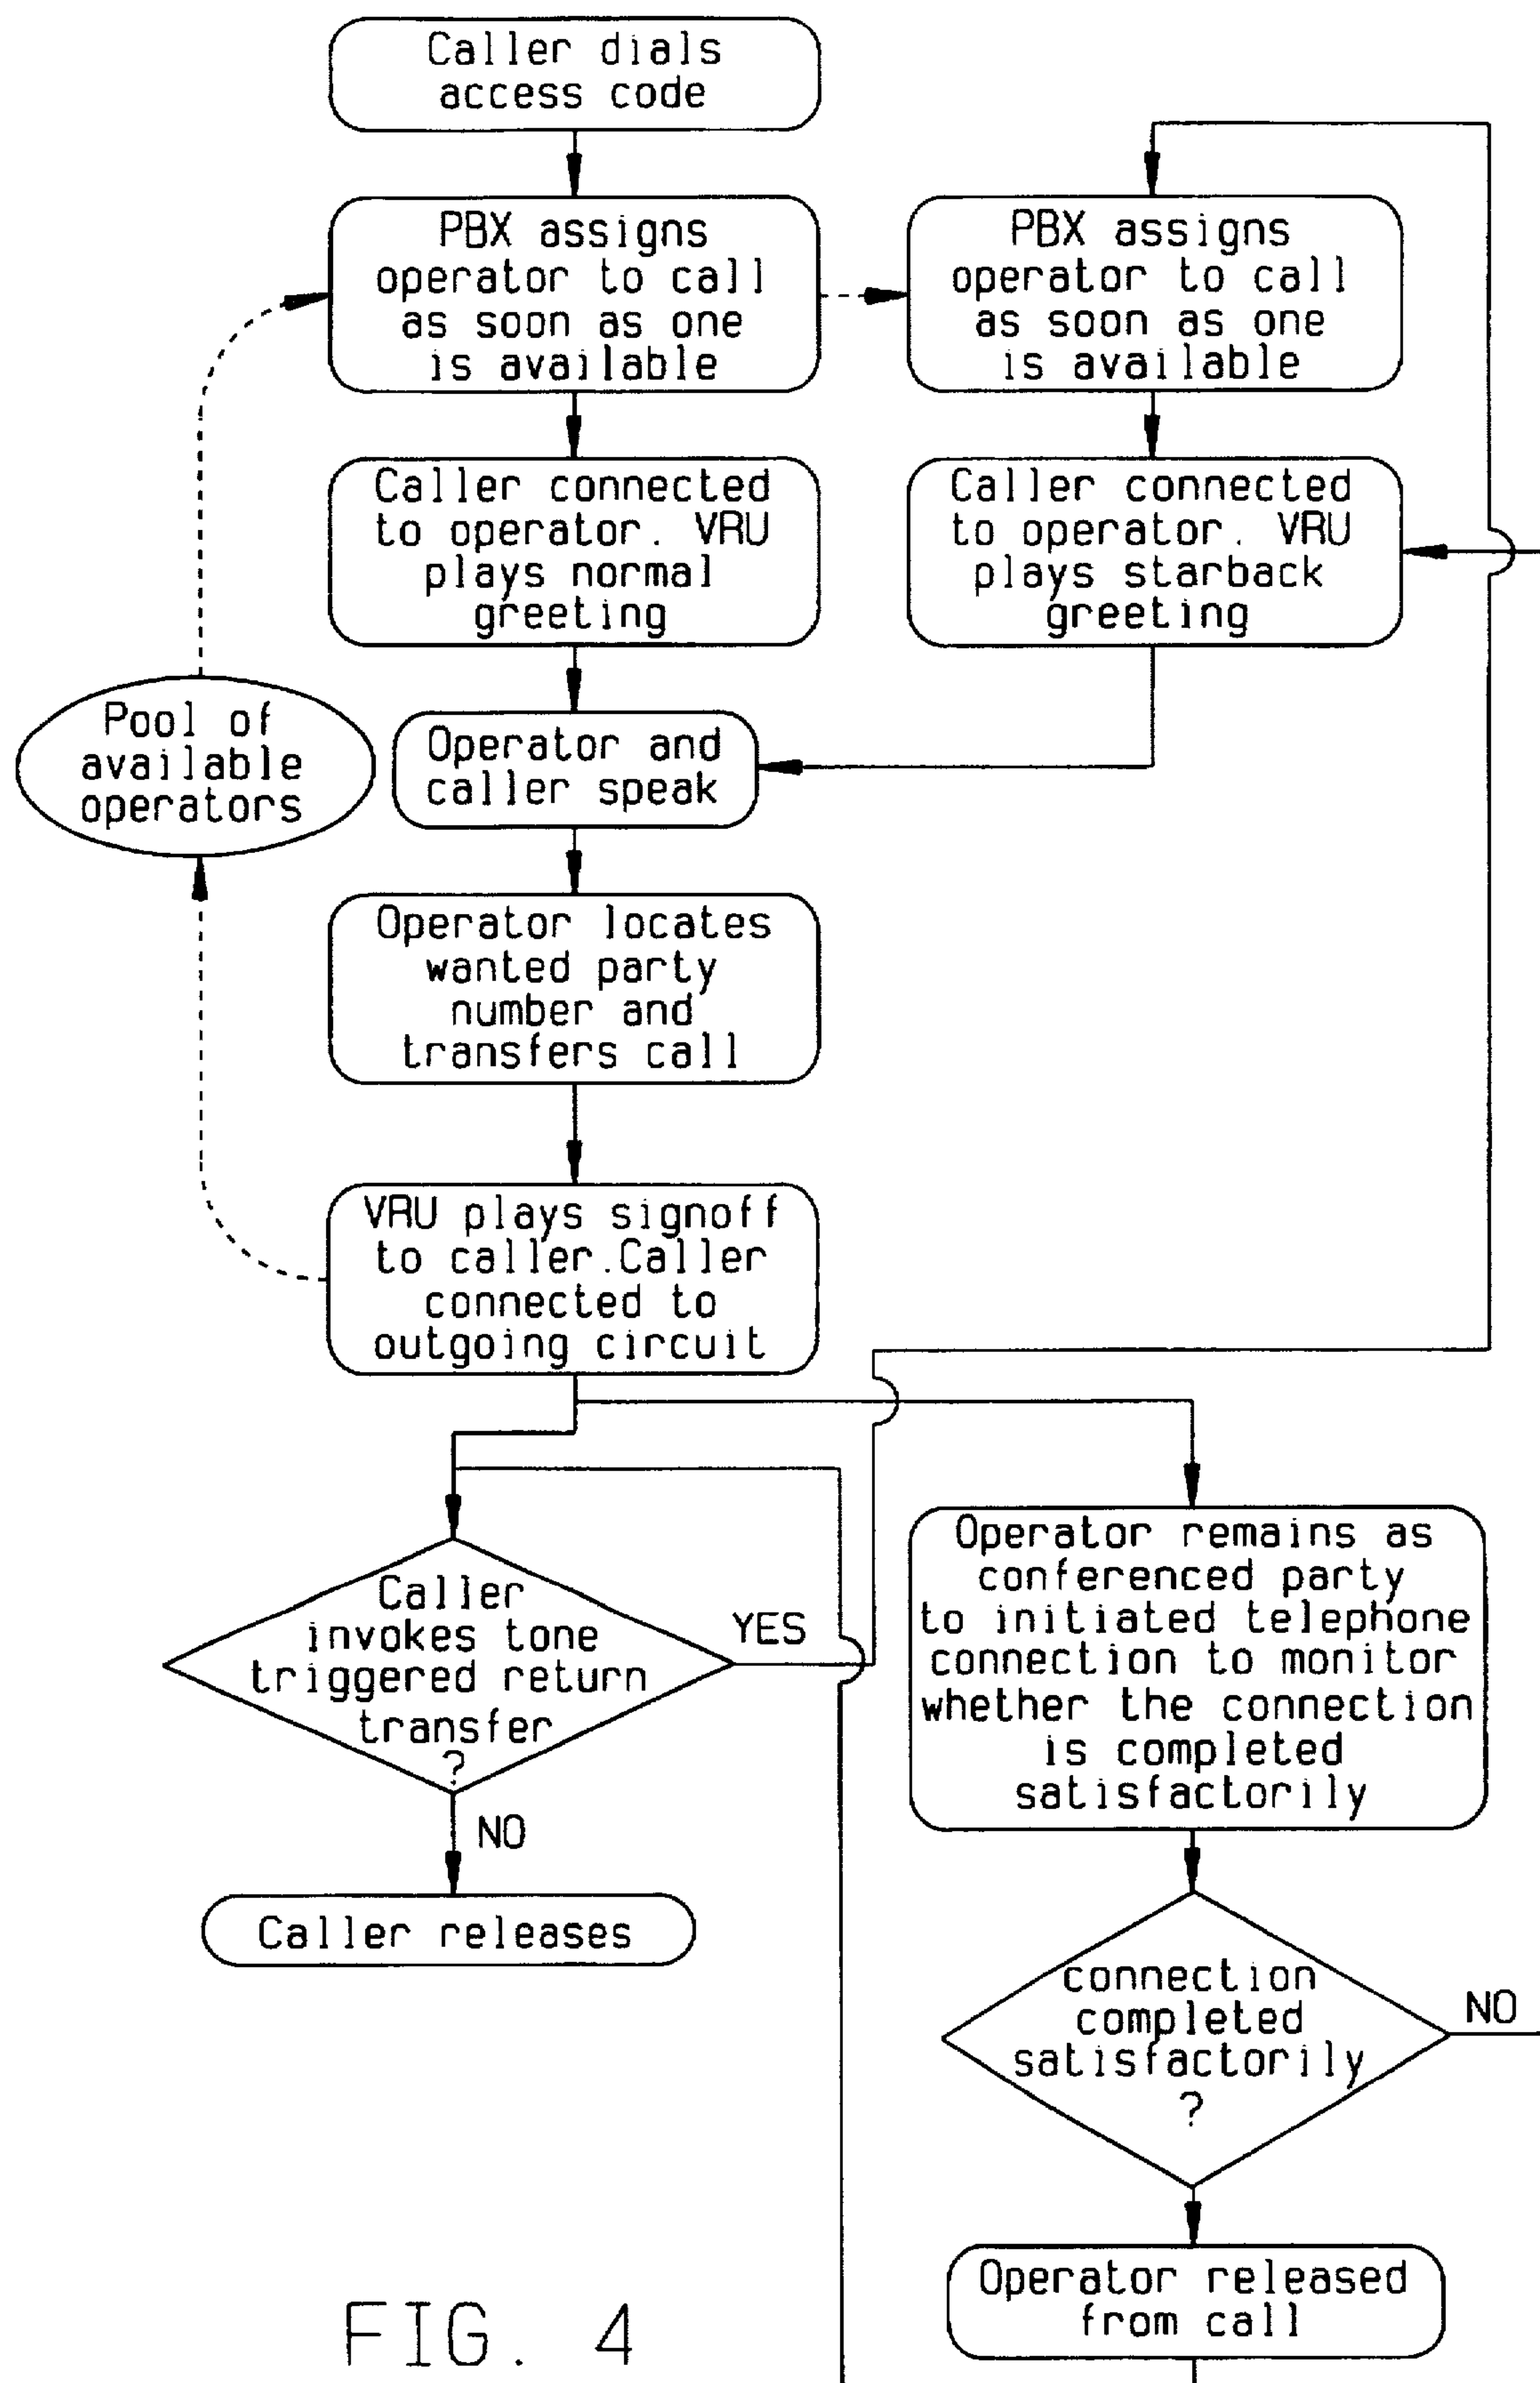 Caller dials
access code
PBX assigns
operator to call
as soon as one
is available
PBX assigns
operator to call
as soon as one
is available
Caller connected
to operator. VRU
plays normal
greeting
Caller connected
to operator. VRU
plays starback
greeting
Pool of
available
operators
Operator and
caller speak
Operator locates
wanted party
number and
transfers call
VRU plays signoff
to caller.Caller
connected to
outgoing circuit
Caller
invokes tone
triggered return
transfer
?
YES
NO
Caller releases
Operator remains as
conferenced party
to initiated telephone
connection to monitor
whether the connection
is completed
satisfactorily
connection
completed
satisfactorily
?
NO
Operator released
from call
FIG. 4